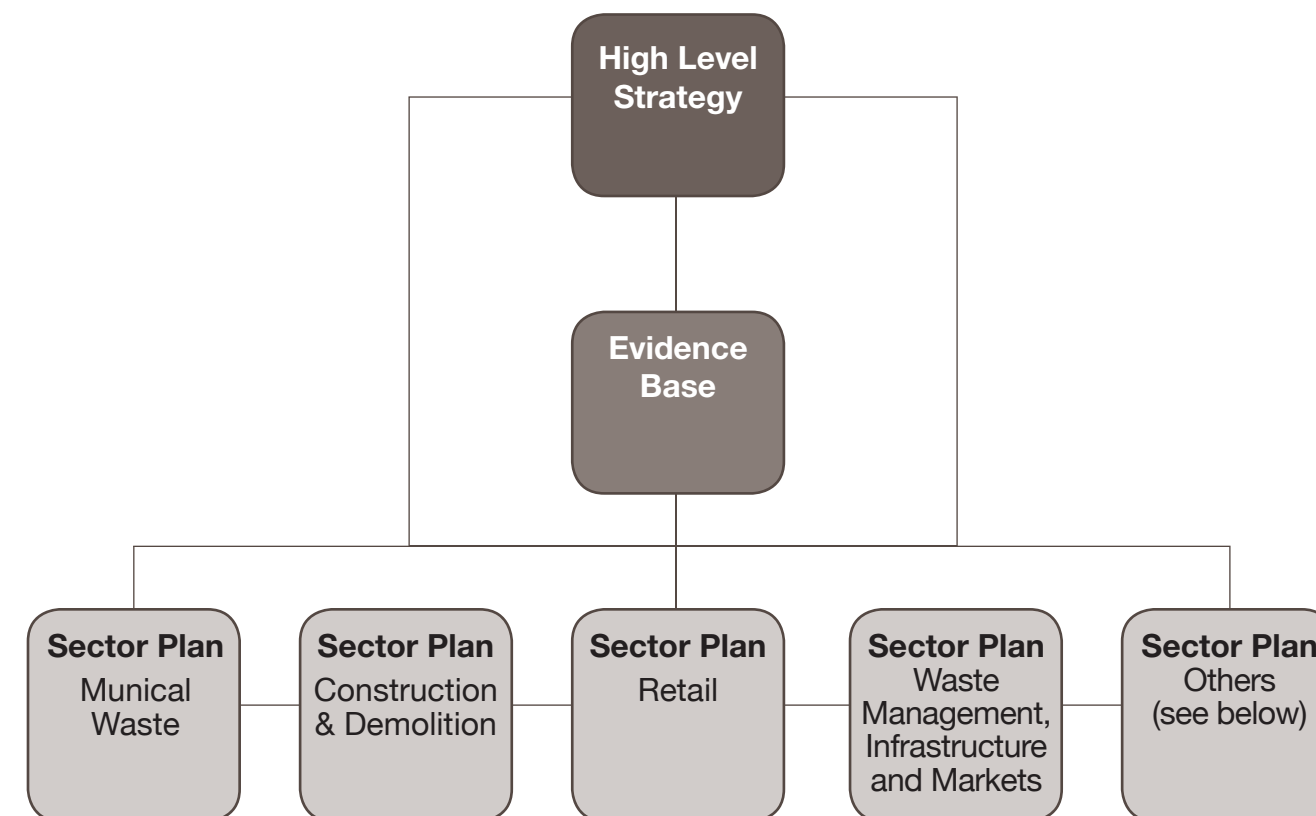 High Level
Strategy
Evidence
Base
Sector Plan
Munical
Waste
Sector Plan
Construction
& Demolition
Sector Plan
Retail
Sector Plan
Waste
Management,
Infrastructure
and Markets
Sector Plan
Others
(see below)